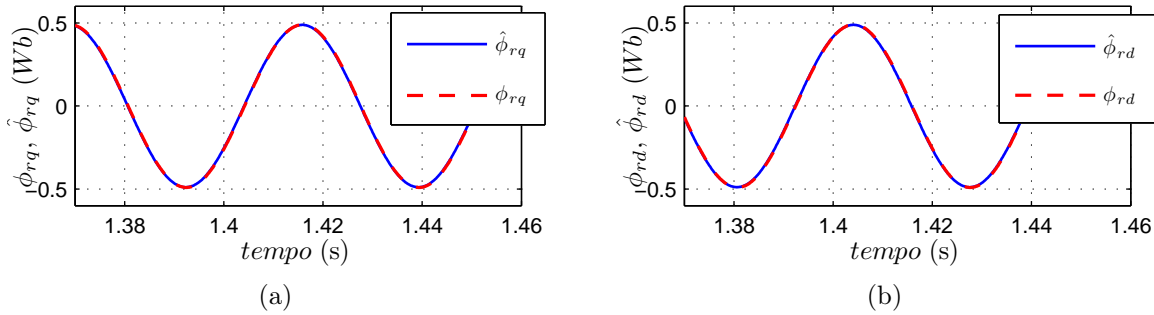 0.5
0
−0.5
ϕrq, ϕ̂rq (Wb)
ϕ̂rq
ϕrq
1.38
1.4
1.42
1.44
1.46
tempo (s)
(a)
0.5
0
−0.5
ϕrd, ϕ̂rd (Wb)
ϕ̂rd
ϕrd
1.38
1.4
1.42
1.44
1.46
tempo (s)
(b)